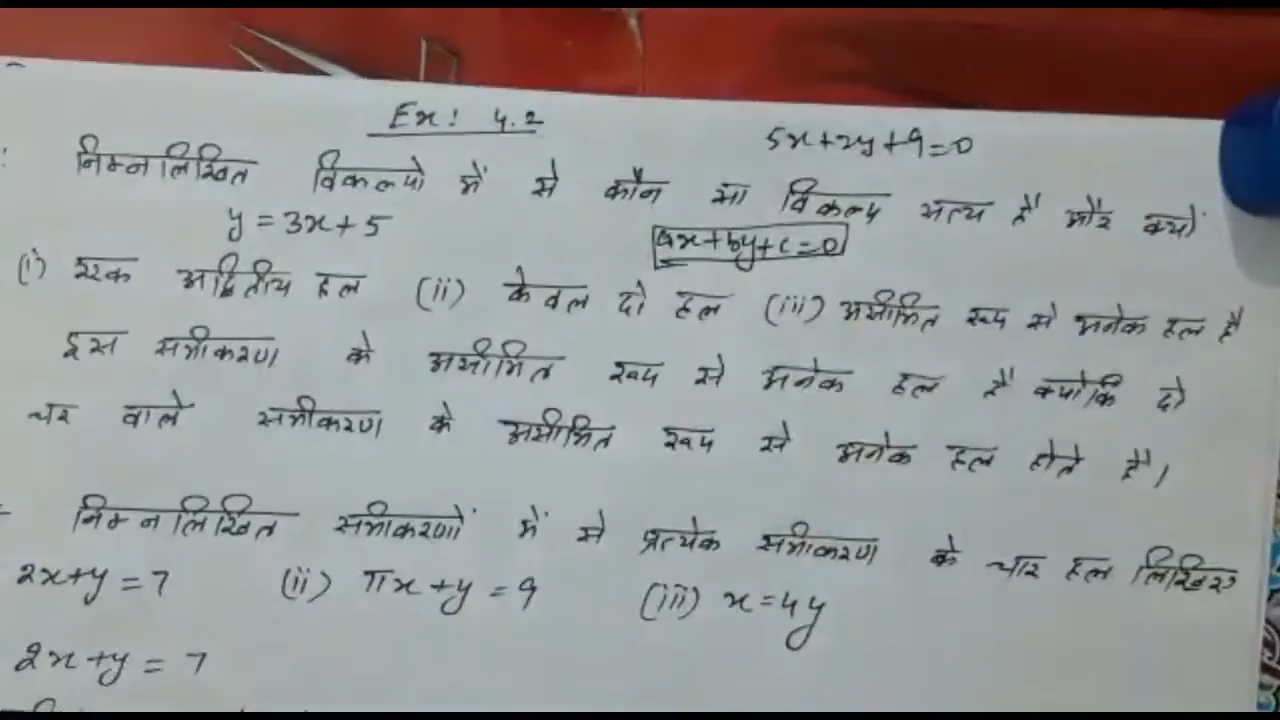 Ex: 4.2
5x+2y+9=0
निम्नलिखित विकल्पो में से कौन सा विकल्प सत्य है और क्यों
y = 3x+5
ax+by+c=0
(i) एक अद्वितीय हल (ii) केवल दो हल (iii) असीमित रूप से अनेक हल है
इस समीकरण के असीमित रूप से अनेक हल है क्योंकि दो
चर वाले समीकरण के असीमित रूप से अनेक हल होते है।
निम्नलिखित समीकरणों में से प्रत्येक समीकरण के चार हल लिखिए
2x+y=7 (ii) πx+y=9 (iii) x=4y
2x+y=7